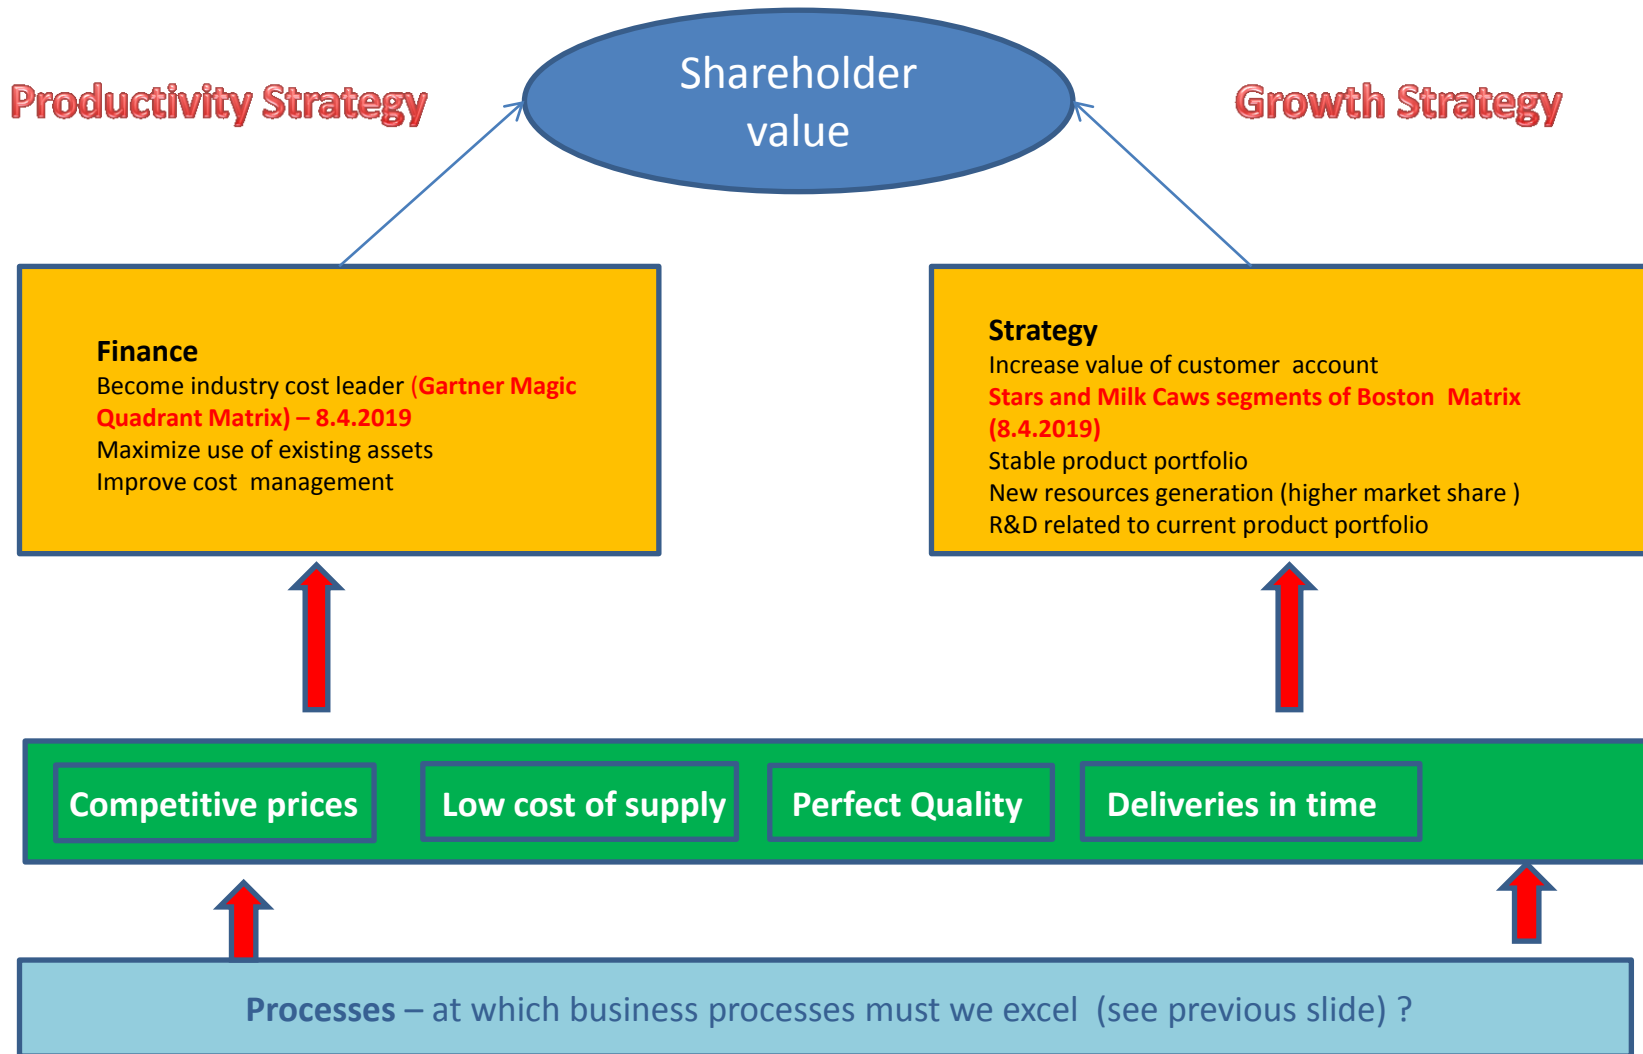 Shareholder
value
Productivity Strategy
Growth Strategy
Finance
Become industry cost leader (Gartner Magic
Quadrant Matrix) – 8.4.2019
Maximize use of existing assets
Improve cost  management
Strategy
Increase value of customer  account
Stars and Milk Caws segments of Boston  Matrix
(8.4.2019)
Stable product portfolio
New resources generation (higher market share )
R&D related to current product portfolio
Competitive prices
Low cost of supply
Perfect Quality
Deliveries in time
Processes – at which business processes must we excel  (see previous slide) ?